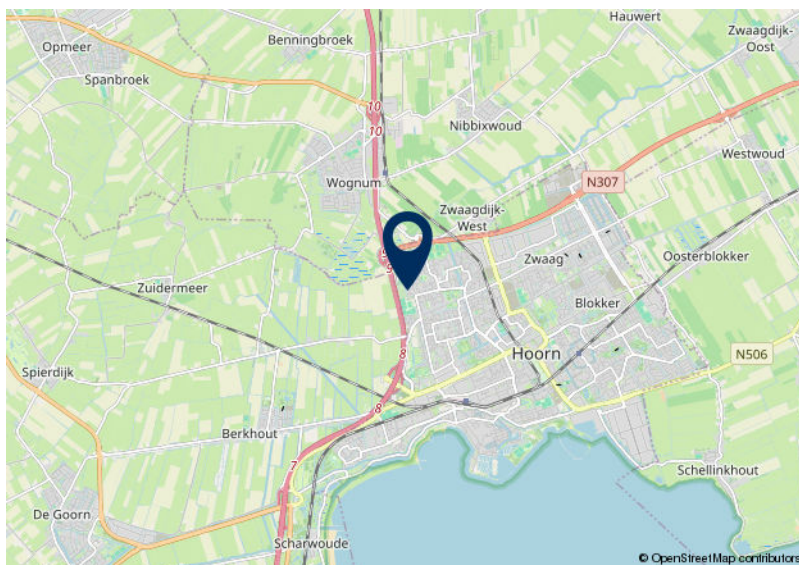 Hauwert
Zwaagdijk-
Oost
Opmeer
Benningbroek
Spanbroek
10
10
Nibbixwoud
Westwoud
Wognum
N307
Zwaagdijk-
West
Zwaag
Oosterblokker
9
Zuidermeer
Blokker
8
Hoorn
N506
Spierdijk
8
Berkhout
7
Schellinkhout
De Goorn
Scharwoude
© OpenStreetMap contributors